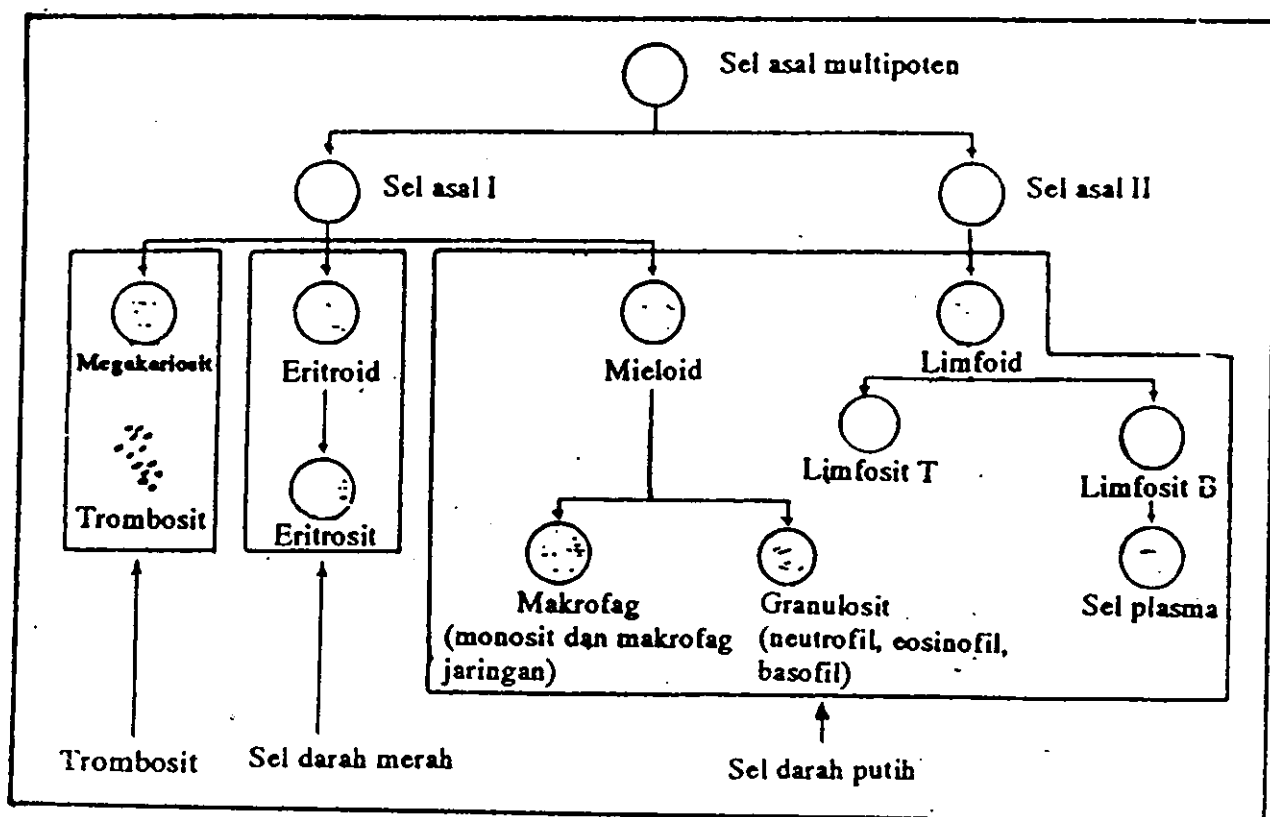 Sel asal multipoten
Sel asal I
Sel asal II
Megakariosit
Eritroid
Mieloid
Limfoid
Trombosit
Eritrosit
Limfosit T
Limfosit B
Makrofag
(monosit dan makrofag
jaringan)
Granulosit
(neutrofil, eosinofil,
basofil)
Sel plasma
Trombosit
Sel darah merah
Sel darah putih